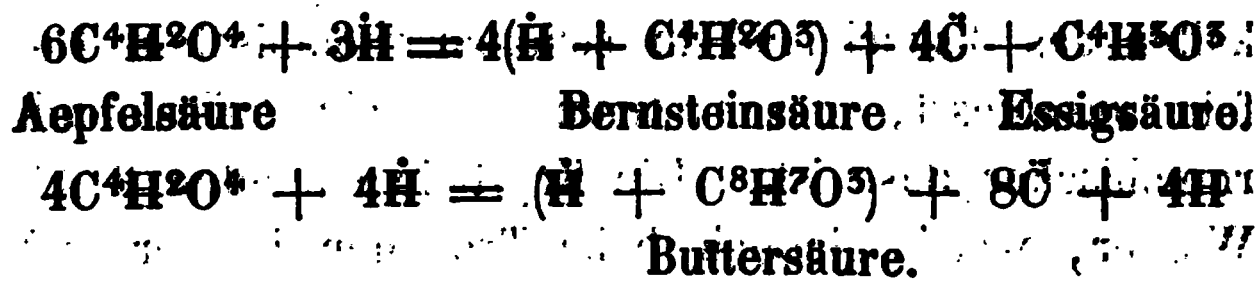 6C⁴H²O⁴ + 3Ḣ = 4(Ḣ + C⁴H²O³) + 4C̈ + C⁴H³O³
Aepfelsäure Bernsteinsäure Essigsäure
4C⁴H²O⁴ + 4Ḣ = (Ḣ + C⁸H⁷O³) + 8C̈ + 4H
Buttersäure.